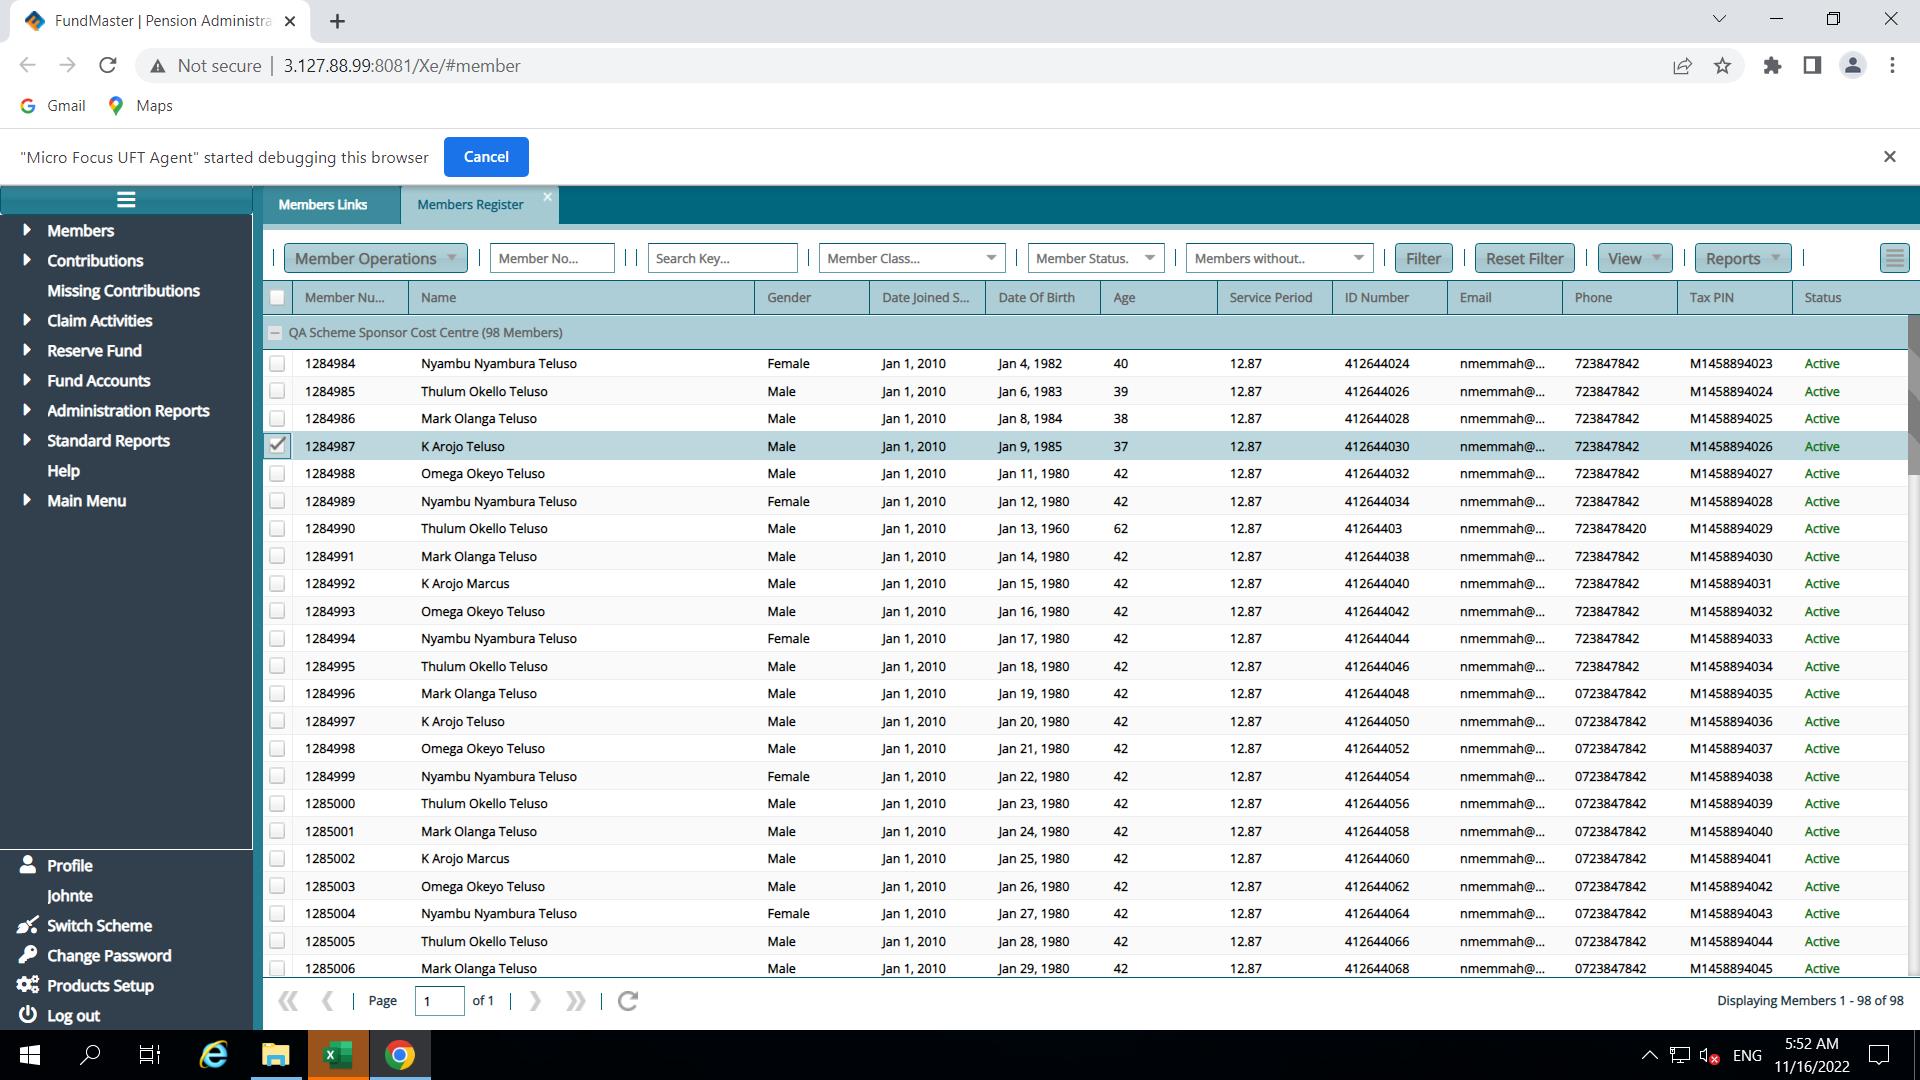 FundMaster | Pension Administra
Not secure | 3.127.88.99:8081/Xe/#member
Gmail Maps
"Micro Focus UFT Agent" started debugging this browser Cancel
Members Links Members Register
Members
Contributions
Missing Contributions
Claim Activities
Reserve Fund
Fund Accounts
Administration Reports
Standard Reports
Help
Main Menu
Profile
Johnte
Switch Scheme
Change Password
Products Setup
Log out
Member Operations Member No... Search Key... Member Class... Member Status. Members without.. Filter Reset Filter View Reports
Member Nu... Name Gender Date Joined S... Date Of Birth Age Service Period ID Number Email Phone Tax PIN Status
QA Scheme Sponsor Cost Centre (98 Members)
1284984 Nyambu Nyambura Teluso Female Jan 1, 2010 Jan 4, 1982 40 12.87 412644024 nmemmah@... 723847842 M1458894023 Active
1284985 Thulum Okello Teluso Male Jan 1, 2010 Jan 6, 1983 39 12.87 412644026 nmemmah@... 723847842 M1458894024 Active
1284986 Mark Olanga Teluso Male Jan 1, 2010 Jan 8, 1984 38 12.87 412644028 nmemmah@... 723847842 M1458894025 Active
1284987 K Arojo Teluso Male Jan 1, 2010 Jan 9, 1985 37 12.87 412644030 nmemmah@... 723847842 M1458894026 Active
1284988 Omega Okeyo Teluso Male Jan 1, 2010 Jan 11, 1980 42 12.87 412644032 nmemmah@... 723847842 M1458894027 Active
1284989 Nyambu Nyambura Teluso Female Jan 1, 2010 Jan 12, 1980 42 12.87 412644034 nmemmah@... 723847842 M1458894028 Active
1284990 Thulum Okello Teluso Male Jan 1, 2010 Jan 13, 1960 62 12.87 41264403 nmemmah@... 7238478420 M1458894029 Active
1284991 Mark Olanga Teluso Male Jan 1, 2010 Jan 14, 1980 42 12.87 412644038 nmemmah@... 723847842 M1458894030 Active
1284992 K Arojo Marcus Male Jan 1, 2010 Jan 15, 1980 42 12.87 412644040 nmemmah@... 723847842 M1458894031 Active
1284993 Omega Okeyo Teluso Male Jan 1, 2010 Jan 16, 1980 42 12.87 412644042 nmemmah@... 723847842 M1458894032 Active
1284994 Nyambu Nyambura Teluso Female Jan 1, 2010 Jan 17, 1980 42 12.87 412644044 nmemmah@... 723847842 M1458894033 Active
1284995 Thulum Okello Teluso Male Jan 1, 2010 Jan 18, 1980 42 12.87 412644046 nmemmah@... 723847842 M1458894034 Active
1284996 Mark Olanga Teluso Male Jan 1, 2010 Jan 19, 1980 42 12.87 412644048 nmemmah@... 0723847842 M1458894035 Active
1284997 K Arojo Teluso Male Jan 1, 2010 Jan 20, 1980 42 12.87 412644050 nmemmah@... 0723847842 M1458894036 Active
1284998 Omega Okeyo Teluso Male Jan 1, 2010 Jan 21, 1980 42 12.87 412644052 nmemmah@... 0723847842 M1458894037 Active
1284999 Nyambu Nyambura Teluso Female Jan 1, 2010 Jan 22, 1980 42 12.87 412644054 nmemmah@... 0723847842 M1458894038 Active
1285000 Thulum Okello Teluso Male Jan 1, 2010 Jan 23, 1980 42 12.87 412644056 nmemmah@... 0723847842 M1458894039 Active
1285001 Mark Olanga Teluso Male Jan 1, 2010 Jan 24, 1980 42 12.87 412644058 nmemmah@... 0723847842 M1458894040 Active
1285002 K Arojo Marcus Male Jan 1, 2010 Jan 25, 1980 42 12.87 412644060 nmemmah@... 0723847842 M1458894041 Active
1285003 Omega Okeyo Teluso Male Jan 1, 2010 Jan 26, 1980 42 12.87 412644062 nmemmah@... 0723847842 M1458894042 Active
1285004 Nyambu Nyambura Teluso Female Jan 1, 2010 Jan 27, 1980 42 12.87 412644064 nmemmah@... 0723847842 M1458894043 Active
1285005 Thulum Okello Teluso Male Jan 1, 2010 Jan 28, 1980 42 12.87 412644066 nmemmah@... 0723847842 M1458894044 Active
1285006 Mark Olanga Teluso Male Jan 1, 2010 Jan 29, 1980 42 12.87 412644068 nmemmah@... 0723847842 M1458894045 Active
Page 1 of 1 Displaying Members 1 - 98 of 98
ENG 5:52 AM
11/16/2022